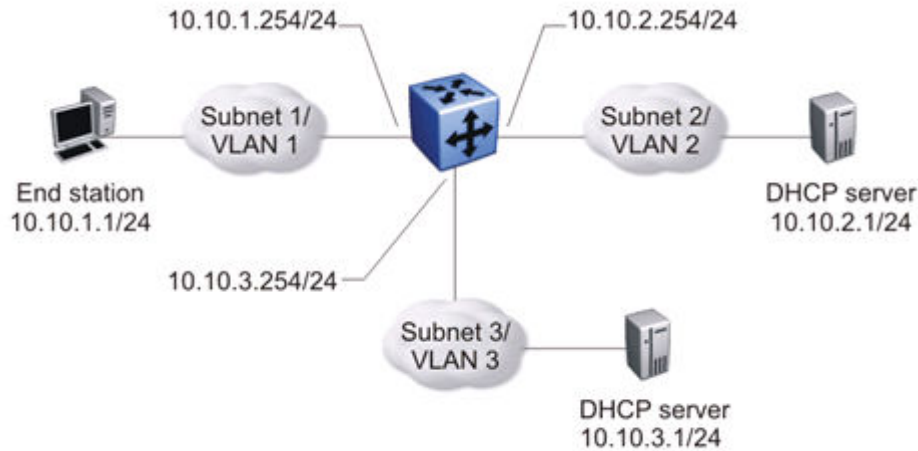 10.10.1.254/24
10.10.2.254/24
Subnet 1/
VLAN 1
Subnet 2/
VLAN 2
End station
10.10.1.1/24
DHCP server
10.10.2.1/24
10.10.3.254/24
Subnet 3/
VLAN 3
DHCP server
10.10.3.1/24